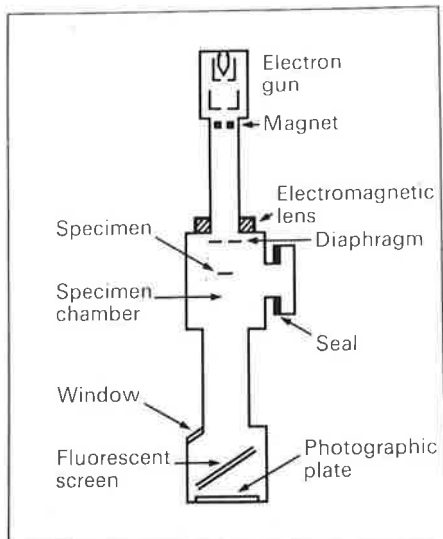 Electron
gun
Magnet
Electromagnetic
lens
Diaphragm
Specimen
Specimen
chamber
Seal
Window
Fluorescent
screen
Photographic
plate